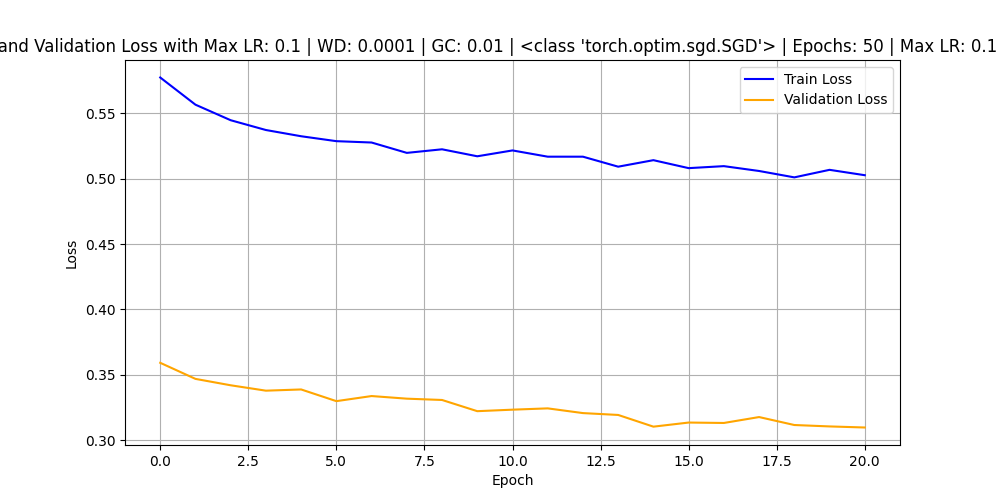 and Validation Loss with Max LR: 0.1 | WD: 0.0001 | GC: 0.01 | <class 'torch.optim.sgd.SGD'> | Epochs: 50 | Max LR: 0.1
Train Loss
Validation Loss
0.55
0.50
0.45
0.40
0.35
0.30
Loss
0.0 2.5 5.0 7.5 10.0 12.5 15.0 17.5 20.0
Epoch